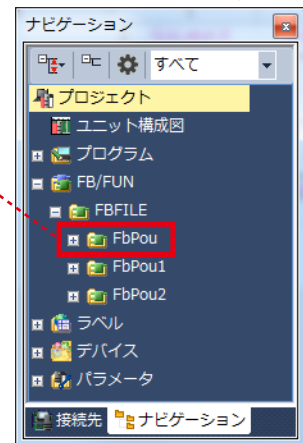 ナビゲーション
すべて
プロジェクト
ユニット構成図
プログラム
FB/FUN
FBFILE
FbPou
FbPou1
FbPou2
ラベル
デバイス
パラメータ
接続先 ナビゲーション